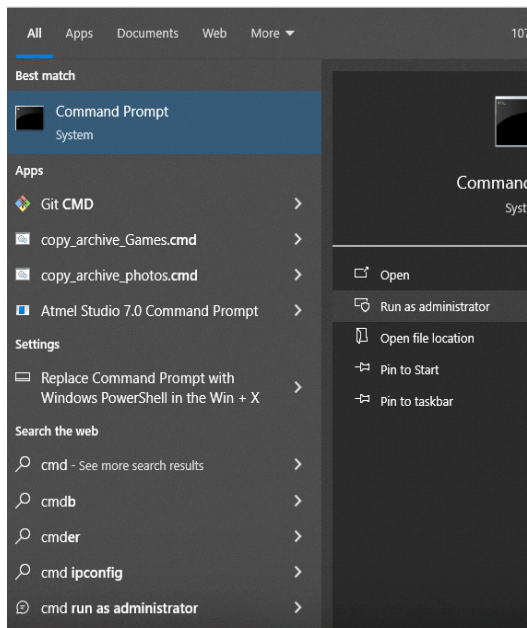 All Apps Documents Web More 107
Best match
Command Prompt
System
Apps
Git CMD
copy_archive_Games.cmd
copy_archive_photos.cmd
Atmel Studio 7.0 Command Prompt
Settings
Replace Command Prompt with
Windows PowerShell in the Win + X
Search the web
cmd - See more search results
cmdb
cmder
cmd ipconfig
cmd run as administrator
Command
Syst
Open
Run as administrator
Open file location
Pin to Start
Pin to taskbar